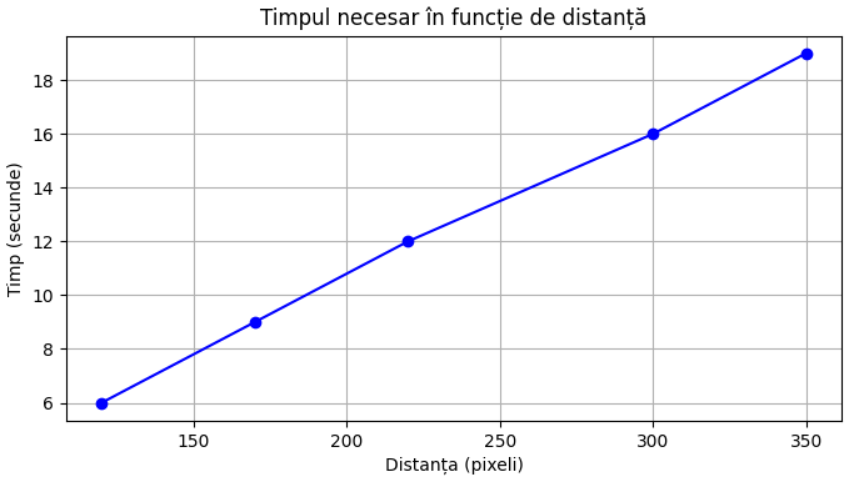 Timpul necesar în funcție de distanță
Timp (secunde)
18
16
14
12
10
8
6
150 200 250 300 350
Distanța (pixeli)